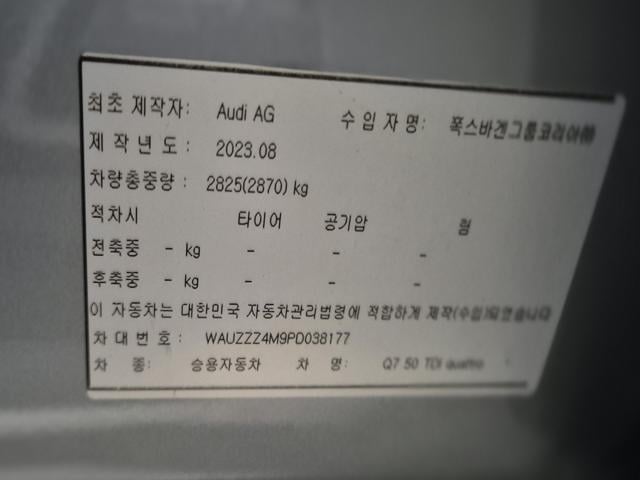 최초 제작자: Audi AG 수 입 자 명: 폭스바겐그룹코리아㈜
제 작 년 도 : 2023.08
차량총중량 : 2825(2870) kg
적차시 타이어 공기압 림
전축중 - kg - - -
후축중 - kg - - -
이 자동차는 대한민국 자동차관리법령에 적합하게 제작(수입)되었습니다
차 대 번 호 : WAUZZZ4M9PD038177
차 종: 승용자동차 차 명: Q7 50 TDI quattro